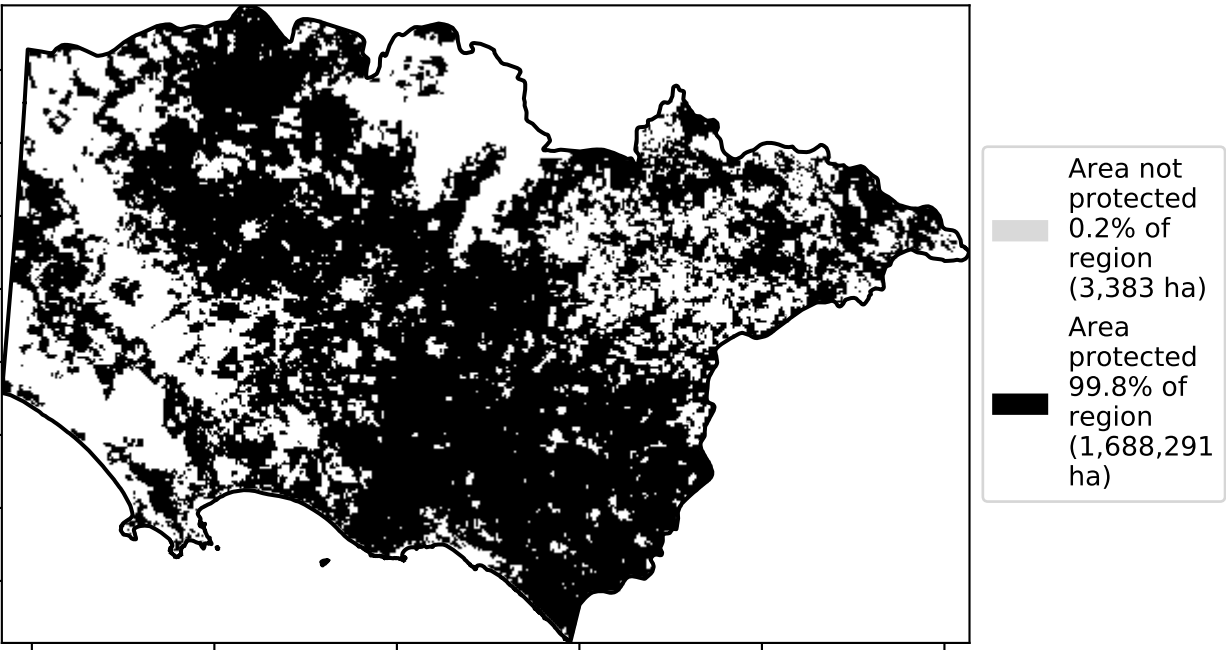 Area not
protected
0.2% of
region
(3,383 ha)
Area
protected
99.8% of
region
(1,688,291
ha)